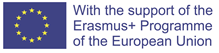 With the support of the
Erasmus+ Programme
of the European Union